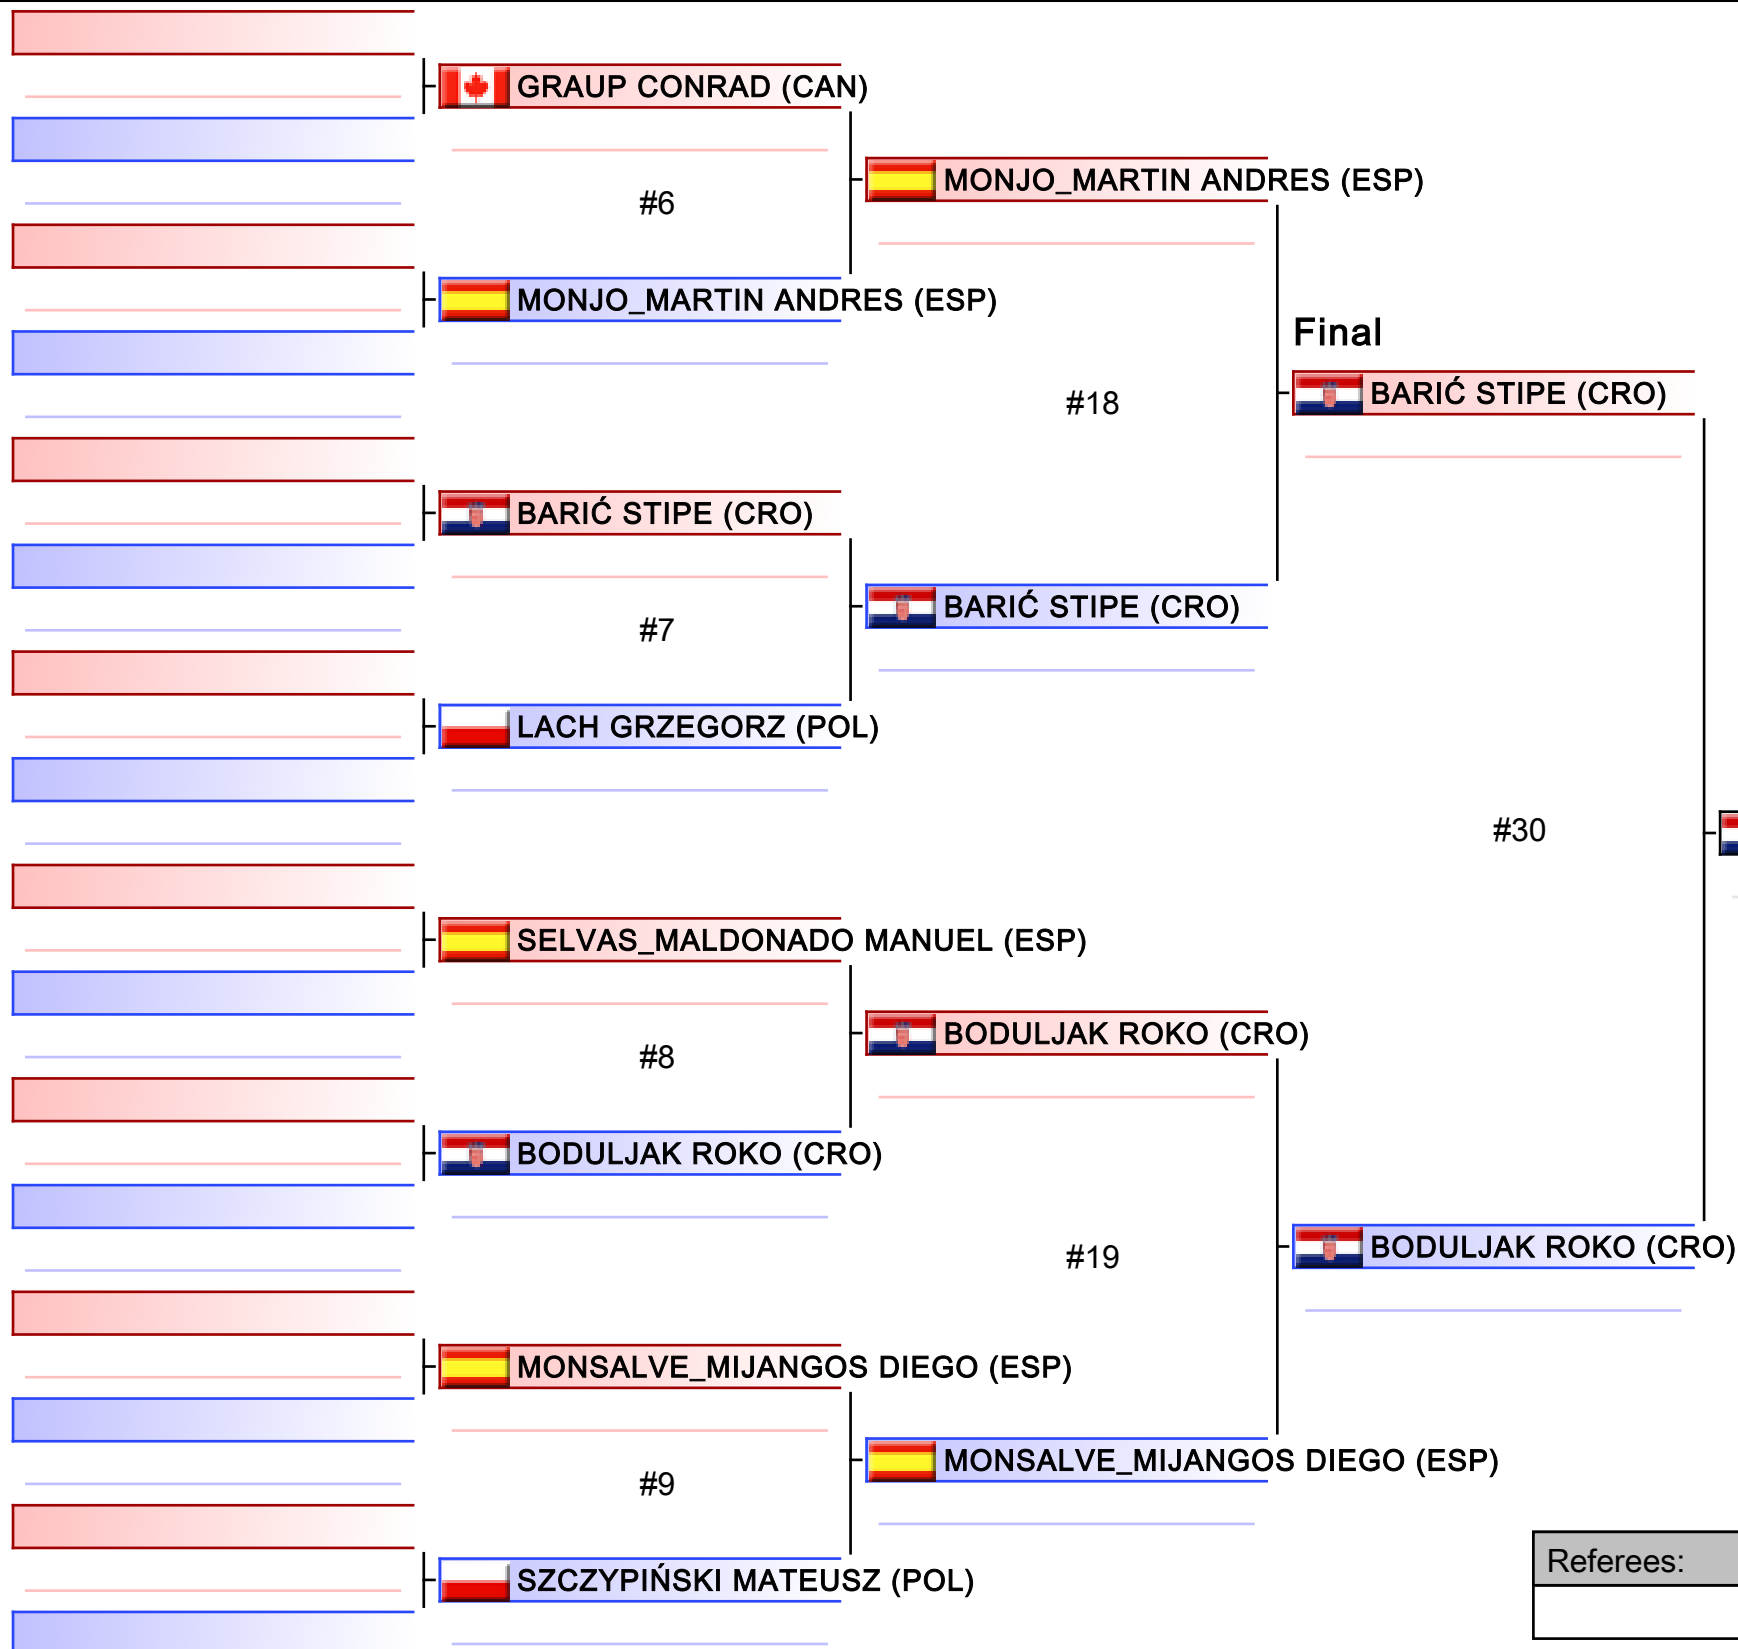 GRAUP CONRAD (CAN)
MONJO_MARTIN ANDRES (ESP)
#6
MONJO_MARTIN ANDRES (ESP)
Final
BARIĆ STIPE (CRO)
#18
BARIĆ STIPE (CRO)
BARIĆ STIPE (CRO)
#7
LACH GRZEGORZ (POL)
#30
SELVAS_MALDONADO MANUEL (ESP)
BODULJAK ROKO (CRO)
#8
BODULJAK ROKO (CRO)
#19
BODULJAK ROKO (CRO)
MONSALVE_MIJANGOS DIEGO (ESP)
MONSALVE_MIJANGOS DIEGO (ESP)
#9
SZCZYPIŃSKI MATEUSZ (POL)
Referees: